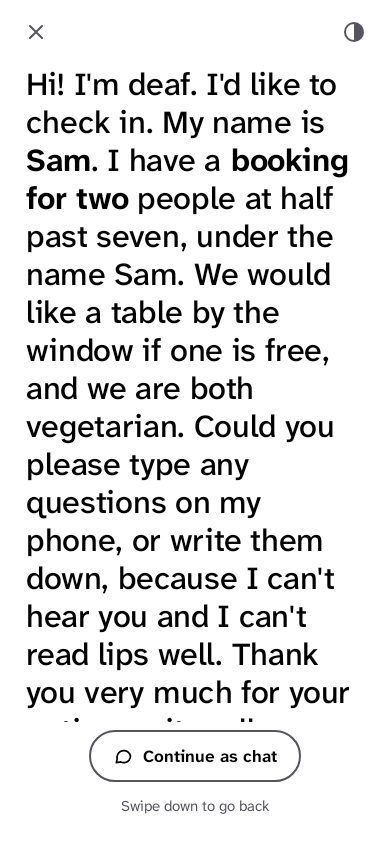 Hi! I'm deaf. I'd like to
check in. My name is
Sam. I have a booking
for two people at half
past seven, under the
name Sam. We would
like a table by the
window if one is free,
and we are both
vegetarian. Could you
please type any
questions on my
phone, or write them
down, because I can't
hear you and I can't
read lips well. Thank
you very much for your
Continue as chat
Swipe down to go back